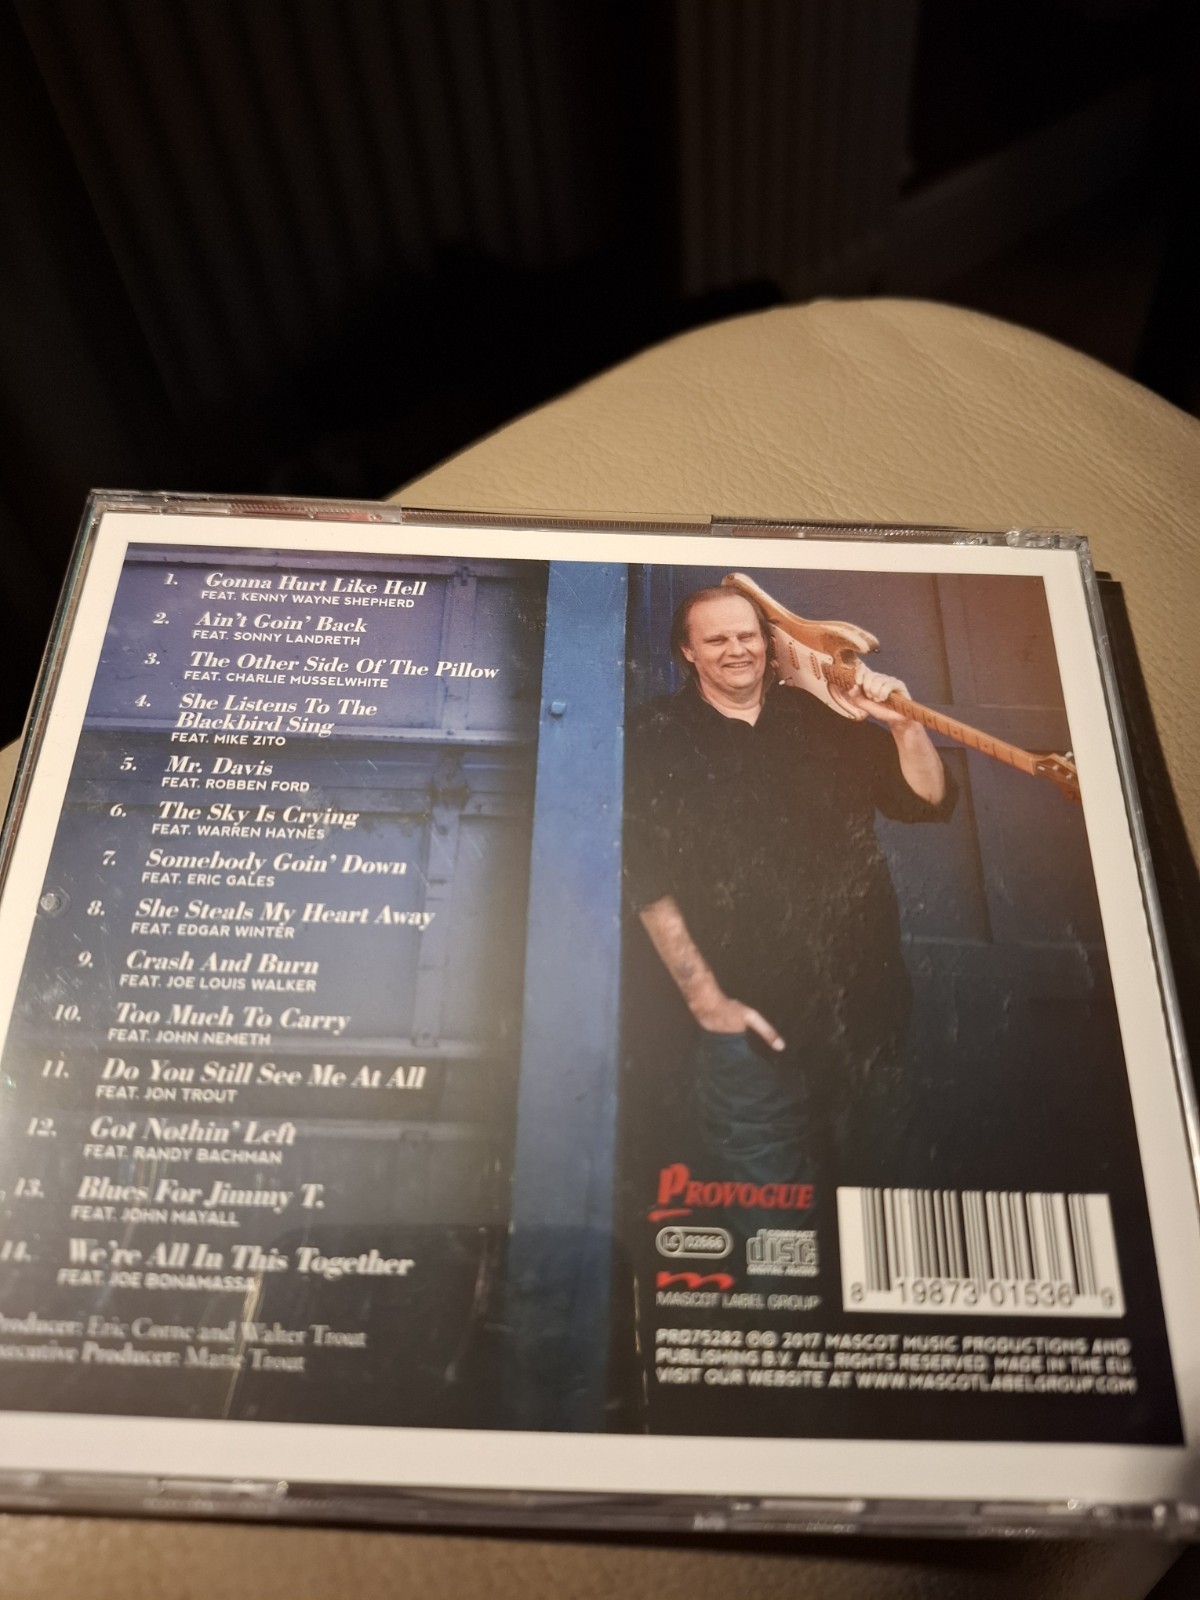 1. Gonna Hurt Like Hell
FEAT. KENNY WAYNE SHEPHERD
2. Ain't Goin' Back
FEAT. SONNY LANDRETH
3. The Other Side Of The Pillow
FEAT. CHARLIE MUSSELWHITE
4. She Listens To The
Blackbird Sing
FEAT. MIKE ZITO
5. Mr. Davis
FEAT. ROBBEN FORD
6. The Sky Is Crying
FEAT. WARREN HAYNES
7. Somebody Goin' Down
FEAT. ERIC GALES
8. She Steals My Heart Away
FEAT. EDGAR WINTER
9. Crash And Burn
FEAT. JOE LOUIS WALKER
10. Too Much To Carry
FEAT. JOHN NEMETH
11. Do You Still See Me At All
FEAT. JON TROUT
12. Got Nothin' Left
FEAT. RANDY BACHMAN
13. Blues For Jimmy T.
FEAT. JOHN MAYALL
14. We're All In This Together
FEAT. JOE BONAMASSA
Producer: Eric Corne and Walter Trout
Executive Producer: Marie Trout
PROVOGUE
LC 02666
COMPACT
disc
DIGITAL AUDIO
MASCOT LABEL GROUP
8 19873 01536 9
PRD75282 ℗© 2017 MASCOT MUSIC PRODUCTIONS AND
PUBLISHING B.V. ALL RIGHTS RESERVED. MADE IN THE EU.
VISIT OUR WEBSITE AT WWW.MASCOTLABELGROUP.COM